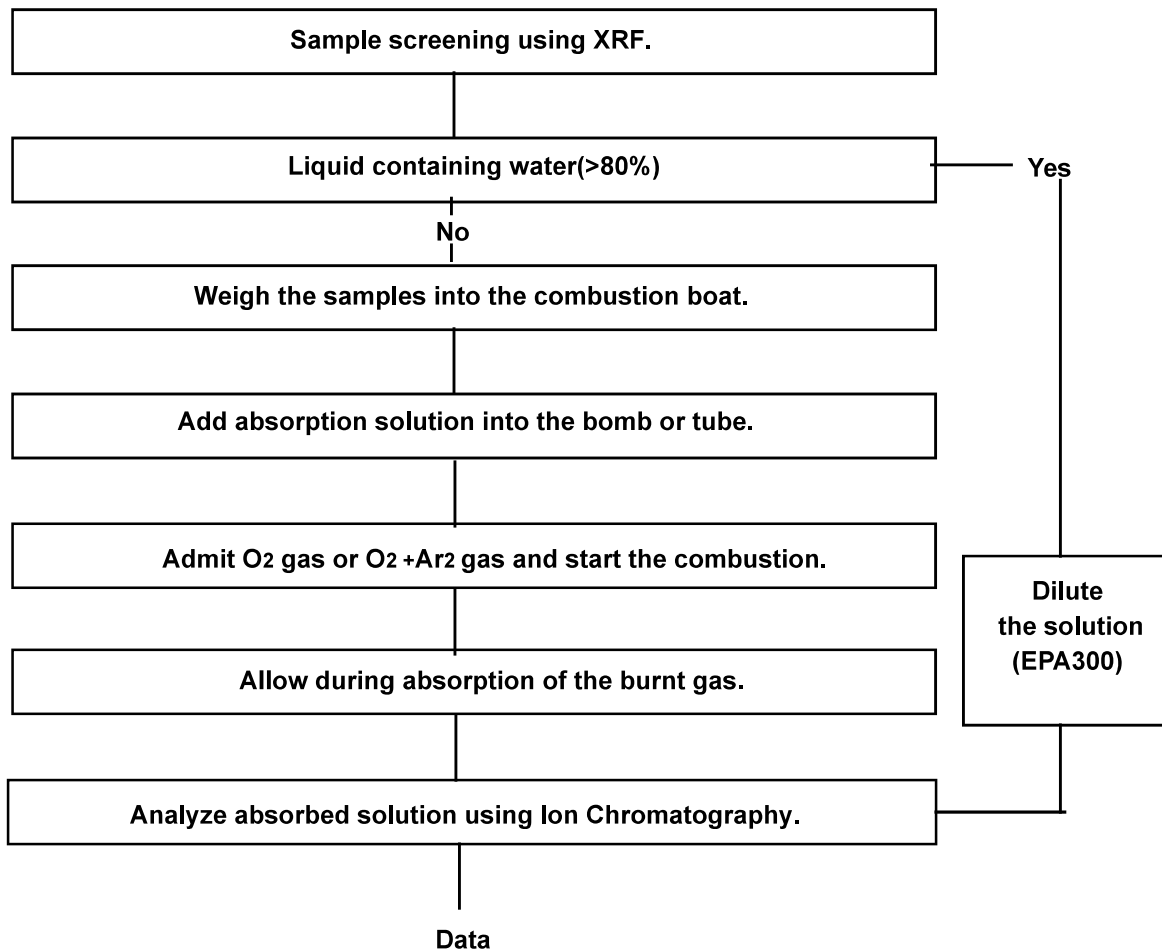 Sample screening using XRF.
Liquid containing water(>80%)
Yes
No
Weigh the samples into the combustion boat.
Add absorption solution into the bomb or tube.
Admit O2 gas or O2 +Ar2 gas and start the combustion.
Dilute
the solution
(EPA300)
Allow during absorption of the burnt gas.
Analyze absorbed solution using Ion Chromatography.
Data